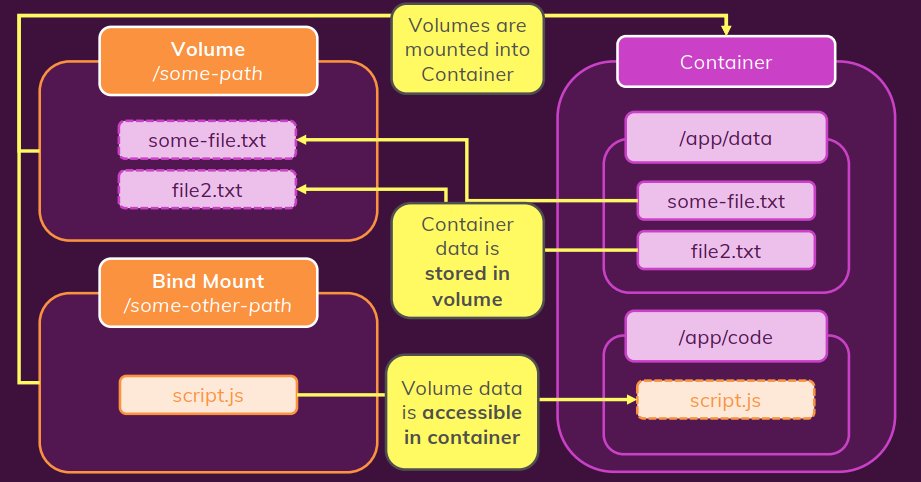 Volumes are
mounted into
Container
Volume
/some-path
Container
some-file.txt
file2.txt
/app/data
some-file.txt
file2.txt
Container
data is
stored in
volume
Bind Mount
/some-other-path
script.js
Volume data
is accessible
in container
/app/code
script.js